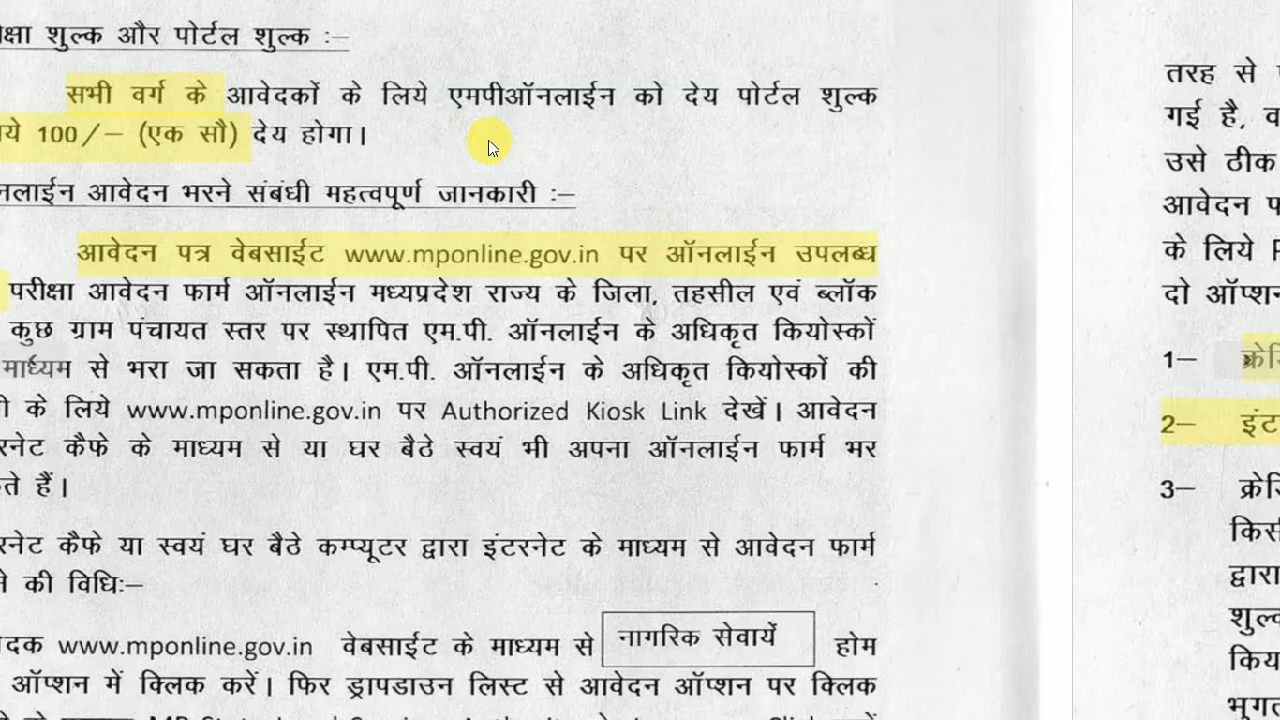 शुल्क और पोर्टल शुल्क :–
सभी वर्ग के आवेदकों के लिये एमपीऑनलाईन को देय पोर्टल शुल्क
100/– (एक सौ) देय होगा।
आवेदन भरने संबंधी महत्वपूर्ण जानकारी :–
आवेदन पत्र वेबसाईट www.mponline.gov.in पर ऑनलाईन उपलब्ध
परीक्षा आवेदन फार्म ऑनलाईन मध्यप्रदेश राज्य के जिला, तहसील एवं ब्लॉक
कुछ ग्राम पंचायत स्तर पर स्थापित एम.पी. ऑनलाईन के अधिकृत कियोस्कों
माध्यम से भरा जा सकता है। एम.पी. ऑनलाईन के अधिकृत कियोस्कों की
के लिये www.mponline.gov.in पर Authorized Kiosk Link देखें। आवेदन
कैफे के माध्यम से या घर बैठे स्वयं भी अपना ऑनलाईन फार्म भर
हैं।
कैफे या स्वयं घर बैठे कम्प्यूटर द्वारा इंटरनेट के माध्यम से आवेदन फार्म
की विधि:–
www.mponline.gov.in वेबसाईट के माध्यम से नागरिक सेवायें होम
ऑप्शन में क्लिक करें। फिर ड्रापडाउन लिस्ट से आवेदन ऑप्शन पर क्लिक
तरह से
गई है,
उसे ठीक
आवेदन
के लिये
दो ऑप्शन
1–
2–
3–
द्वारा